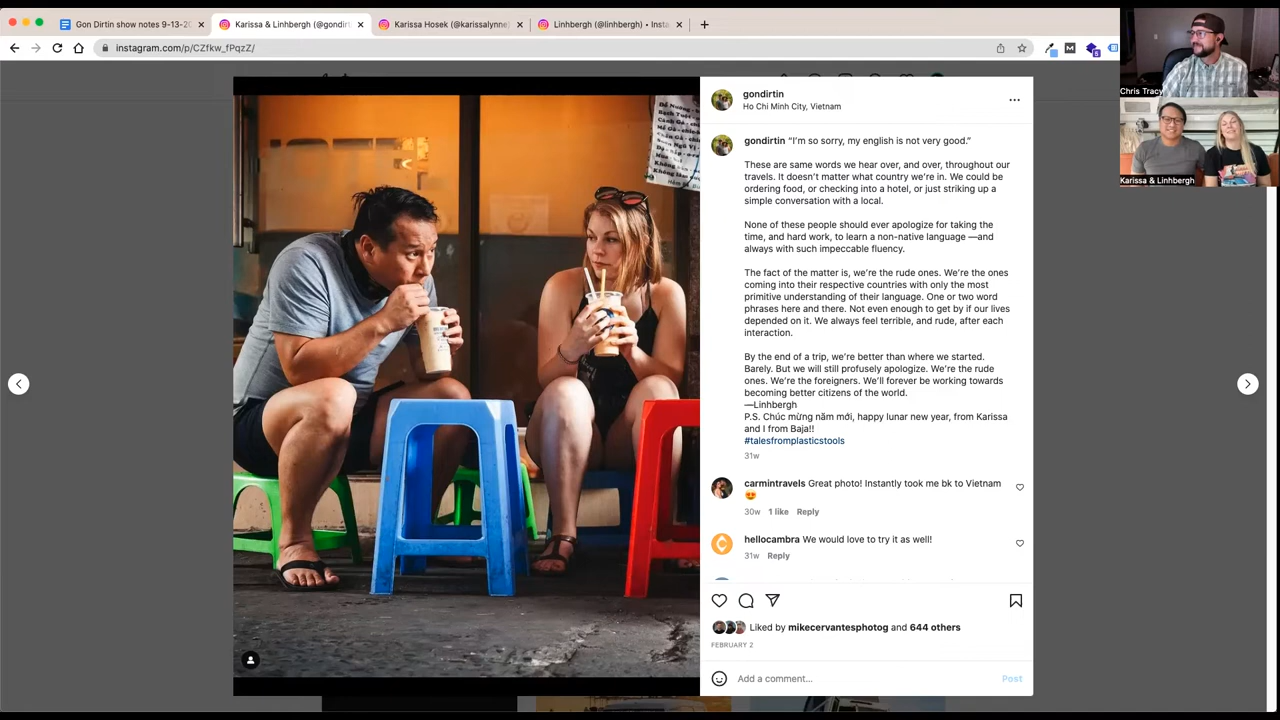 Gon Dirtin show notes 9-13-20
Karissa & Linhbergh (@gondirt
Karissa Hosek (@karissalynne
Linhbergh (@linhbergh) • Insta
instagram.com/p/CZfkw_fPqzZ/
Chris Tracy
Karissa & Linhbergh
gondirtin
Ho Chi Minh City, Vietnam
gondirtin "I'm so sorry, my english is not very good."
These are same words we hear over, and over, throughout our
travels. It doesn't matter what country we're in. We could be
ordering food, or checking into a hotel, or just striking up a
simple conversation with a local.
None of these people should ever apologize for taking the
time, and hard work, to learn a non-native language —and
always with such impeccable fluency.
The fact of the matter is, we're the rude ones. We're the ones
coming into their respective countries with only the most
primitive understanding of their language. One or two word
phrases here and there. Not even enough to get by if our lives
depended on it. We always feel terrible, and rude, after each
interaction.
By the end of a trip, we're better than where we started.
Barely. But we will still profusely apologize. We're the rude
ones. We're the foreigners. We'll forever be working towards
becoming better citizens of the world.
—Linhbergh
P.S. Chúc mừng năm mới, happy lunar new year, from Karissa
and I from Baja!!
#talesfromplasticstools
31w
carmintravels Great photo! Instantly took me bk to Vietnam
😍
30w 1 like Reply
hellocambra We would love to try it as well!
31w Reply
Liked by mikecervantesphotog and 644 others
FEBRUARY 2
Add a comment...
Post